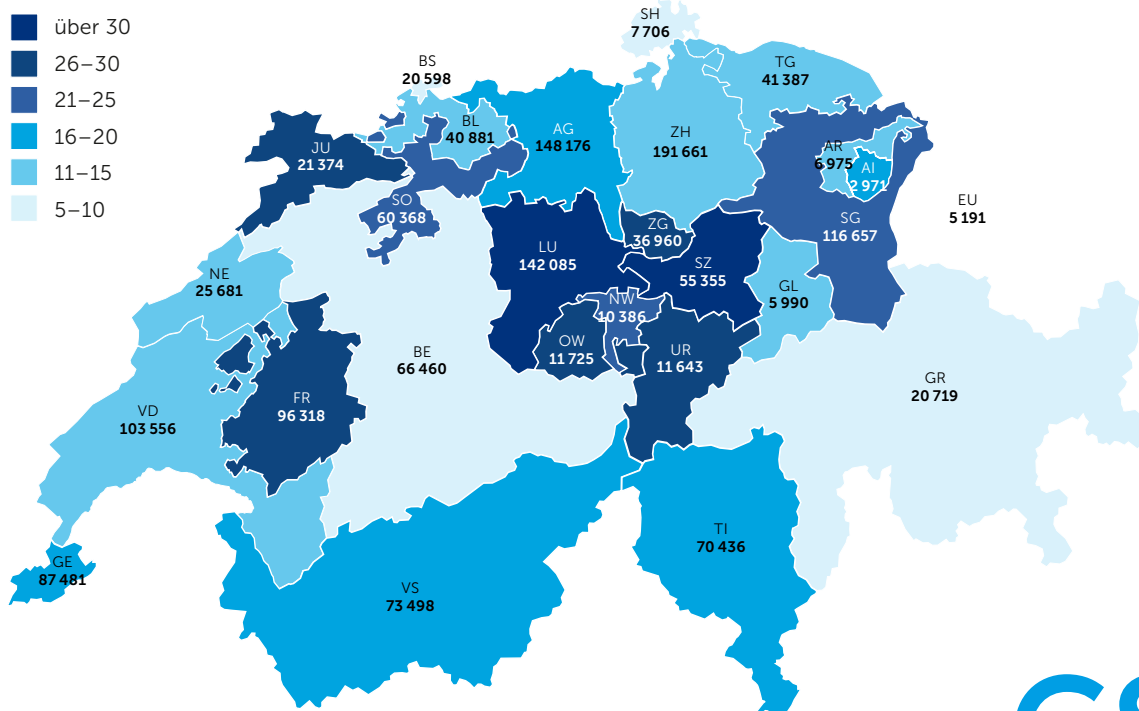 über 30
26–30
21–25
16–20
11–15
5–10
SH
7 706
BS
20 598
TG
41 387
BL
40 881
AG
148 176
ZH
191 661
JU
21 374
AR
6 975
AI
2 971
SO
60 368
EU
5 191
ZG
36 960
SG
116 657
LU
142 085
SZ
55 355
NE
25 681
GL
5 990
NW
10 386
OW
11 725
UR
11 643
BE
66 460
GR
20 719
FR
96 318
VD
103 556
TI
70 436
GE
87 481
VS
73 498